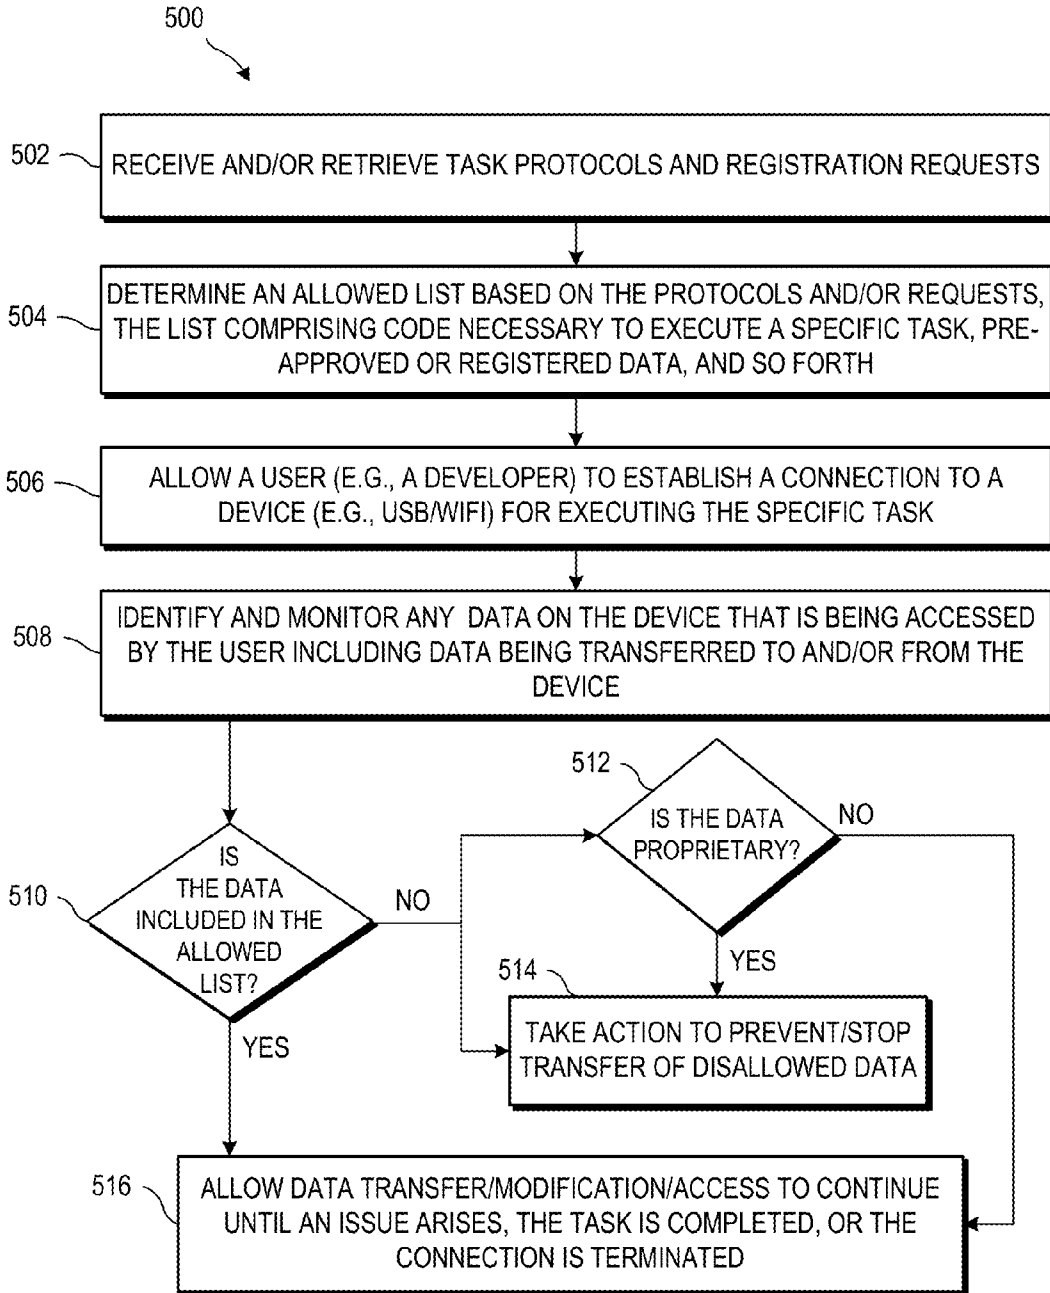 500
502
RECEIVE AND/OR RETRIEVE TASK PROTOCOLS AND REGISTRATION REQUESTS
504
DETERMINE AN ALLOWED LIST BASED ON THE PROTOCOLS AND/OR REQUESTS,
THE LIST COMPRISING CODE NECESSARY TO EXECUTE A SPECIFIC TASK, PRE-
APPROVED OR REGISTERED DATA, AND SO FORTH
506
ALLOW A USER (E.G., A DEVELOPER) TO ESTABLISH A CONNECTION TO A
DEVICE (E.G., USB/WIFI) FOR EXECUTING THE SPECIFIC TASK
508
IDENTIFY AND MONITOR ANY DATA ON THE DEVICE THAT IS BEING ACCESSED
BY THE USER INCLUDING DATA BEING TRANSFERRED TO AND/OR FROM THE
DEVICE
510
IS
THE DATA
INCLUDED IN THE
ALLOWED
LIST?
NO
YES
512
IS THE DATA
PROPRIETARY?
NO
YES
514
TAKE ACTION TO PREVENT/STOP
TRANSFER OF DISALLOWED DATA
516
ALLOW DATA TRANSFER/MODIFICATION/ACCESS TO CONTINUE
UNTIL AN ISSUE ARISES, THE TASK IS COMPLETED, OR THE
CONNECTION IS TERMINATED